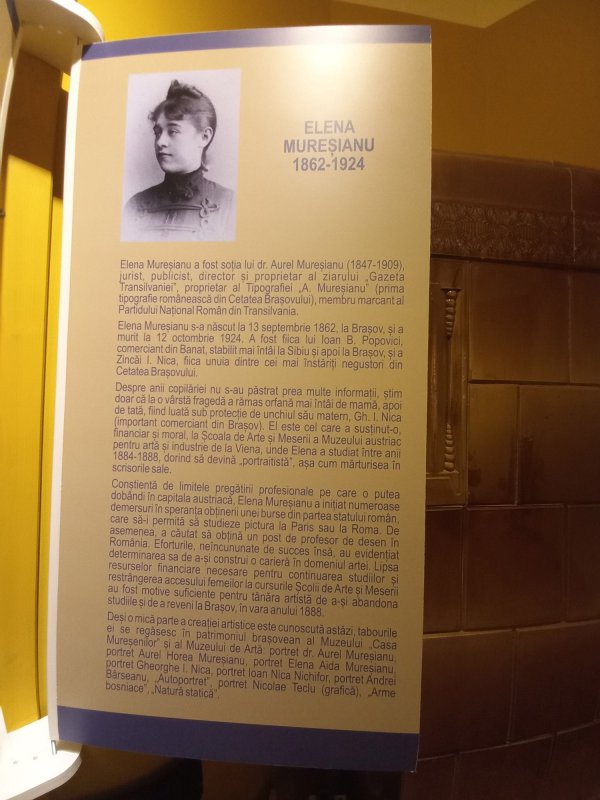 ELENA
MUREȘIANU
1862-1924
Elena Mureșianu a fost soția lui dr. Aurel Mureșianu (1847-1909),
jurist, publicist, director și proprietar al ziarului „Gazeta
Transilvaniei”, proprietar al Tipografiei „A. Mureșianu” (prima
tipografie românească din Cetatea Brașovului), membru marcant al
Partidului Național Român din Transilvania.
Elena Mureșianu s-a născut la 13 septembrie 1862, la Brașov, și a
murit la 12 octombrie 1924. A fost fiica lui Ioan B. Popovici,
comerciant din Banat, stabilit mai întâi la Sibiu și apoi la Brașov, și a
Zincăi I. Nica, fiica unuia dintre cei mai înstăriți negustori din
Cetatea Brașovului.
Despre anii copilăriei nu s-au păstrat prea multe informații, știm
doar că la o vârstă fragedă a rămas orfană mai întâi de mamă, apoi
de tată, fiind luată sub protecție de unchiul său matern, Gh. I. Nica
(important comerciant din Brașov). El este cel care a susținut-o,
financiar și moral, la Școala de Arte și Meserii a Muzeului austriac
pentru artă și industrie de la Viena, unde Elena a studiat între anii
1884-1888, dorind să devină „portraitistă”, așa cum mărturisea în
scrisorile sale.
Conștientă de limitele pregătirii profesionale pe care o putea
dobândi în capitala austriacă, Elena Mureșianu a inițiat numeroase
demersuri în speranța obținerii unei burse din partea statului român,
care să-i permită să studieze pictura la Paris sau la Roma. De
asemenea, a căutat să obțină un post de profesor de desen în
România. Eforturile, neîncununate de succes însă, au evidențiat
determinarea sa de a-și construi o carieră în domeniul artei. Lipsa
resurselor financiare necesare pentru continuarea studiilor și
restrângerea accesului femeilor la cursurile Școlii de Arte și Meserii
au fost motive suficiente pentru tânăra artistă de a-și abandona
studiile și de a reveni la Brașov, în vara anului 1888.
Deși o mică parte a creației artistice este cunoscută astăzi, tabourile
ei se regăsesc în patrimoniul brașovean al Muzeului „Casa
Mureșenilor” și al Muzeului de Artă: portret dr. Aurel Mureșianu,
portret Aurel Horea Mureșianu, portret Elena Aida Mureșianu,
portret Gheorghe I. Nica, portret Ioan Nica Nichifor, portret Andrei
Bârseanu, „Autoportret”, portret Nicolae Teclu (grafică), „Arme
bosniace”, „Natură statică”.